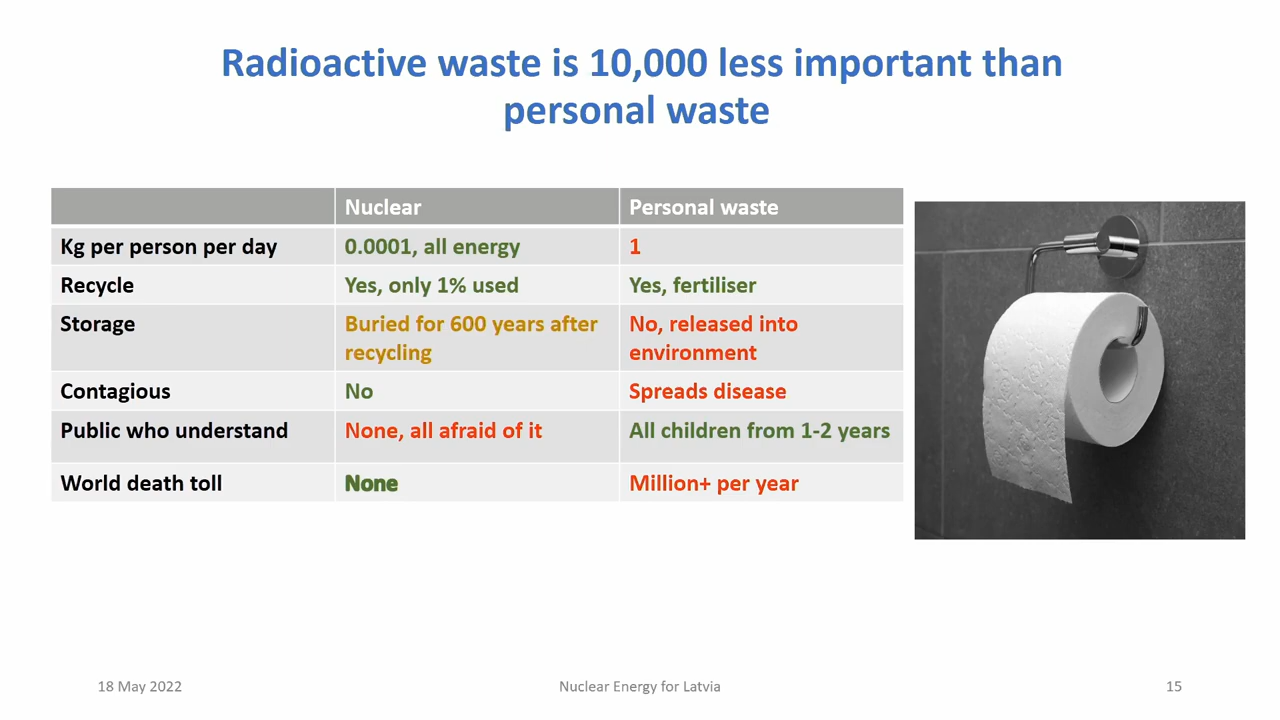 Radioactive waste is 10,000 less important than
personal waste
Nuclear
Personal waste
Kg per person per day
0.0001, all energy
1
Recycle
Yes, only 1% used
Yes, fertiliser
Storage
Buried for 600 years after
recycling
No, released into
environment
Contagious
No
Spreads disease
Public who understand
None, all afraid of it
All children from 1-2 years
World death toll
None
Million+ per year
18 May 2022
Nuclear Energy for Latvia
15